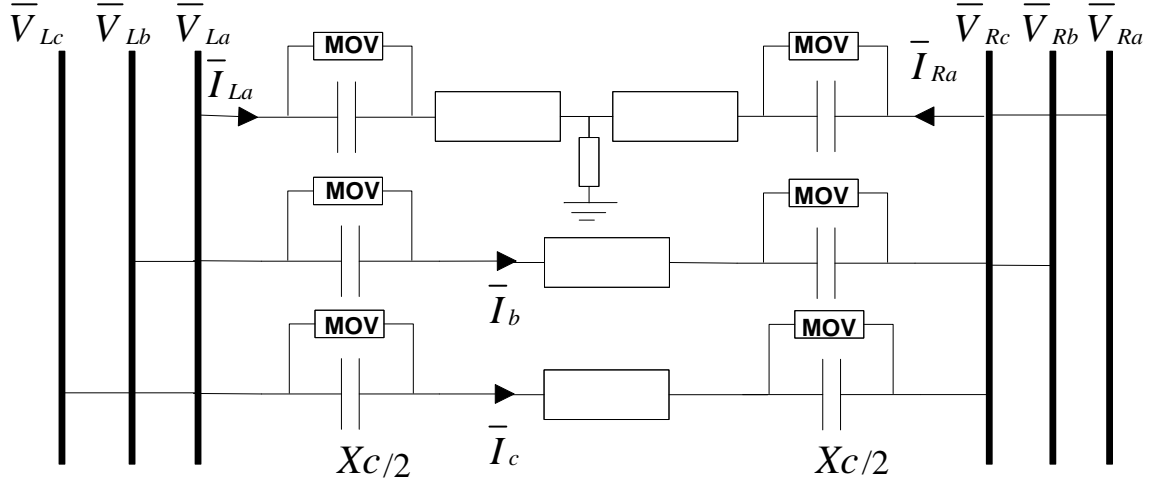 V̅Lc V̅Lb V̅La V̅Rc V̅Rb V̅Ra
MOV MOV
I̅La I̅Ra
MOV MOV
I̅b
MOV MOV
I̅c
Xc/2 Xc/2